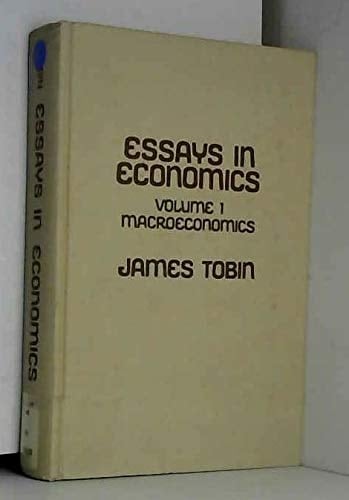 ESSAYS IN
ECONOMICS
VOLUME 1
MACROECONOMICS
JAMES TOBIN
ESSAYS IN ECONOMICS